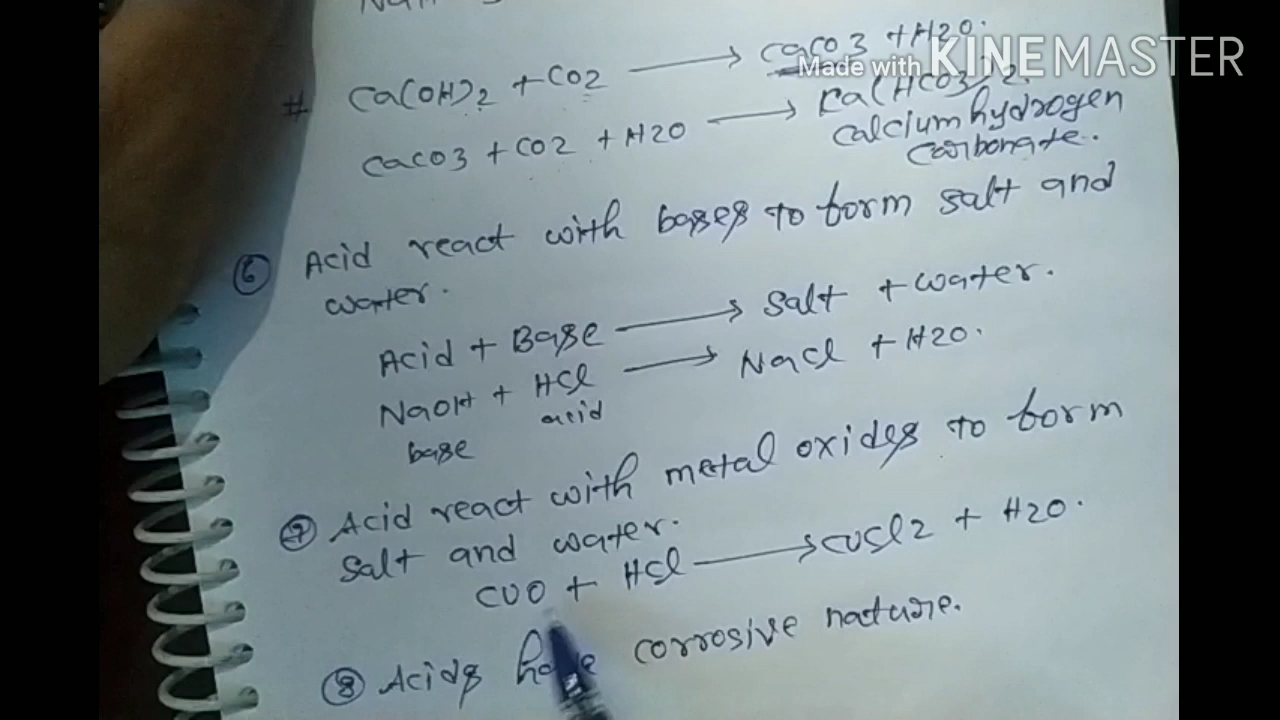 # Ca(OH)2 + CO2 → CaCO3 + H2O.
Made with KINEMASTER
CaCO3 + CO2 + H2O → Ca(HCO3)2.
calcium hydrogen
carbonate..
⑥ Acid react with bases to form salt and
water.
Acid + Base → Salt + water.
NaOH + HCl → NaCl + H2O.
base acid
⑦ Acid react with metal oxides to form
salt and water.
CuO + HCl → CuCl2 + H2O.
⑧ Acids have corrosive nature.